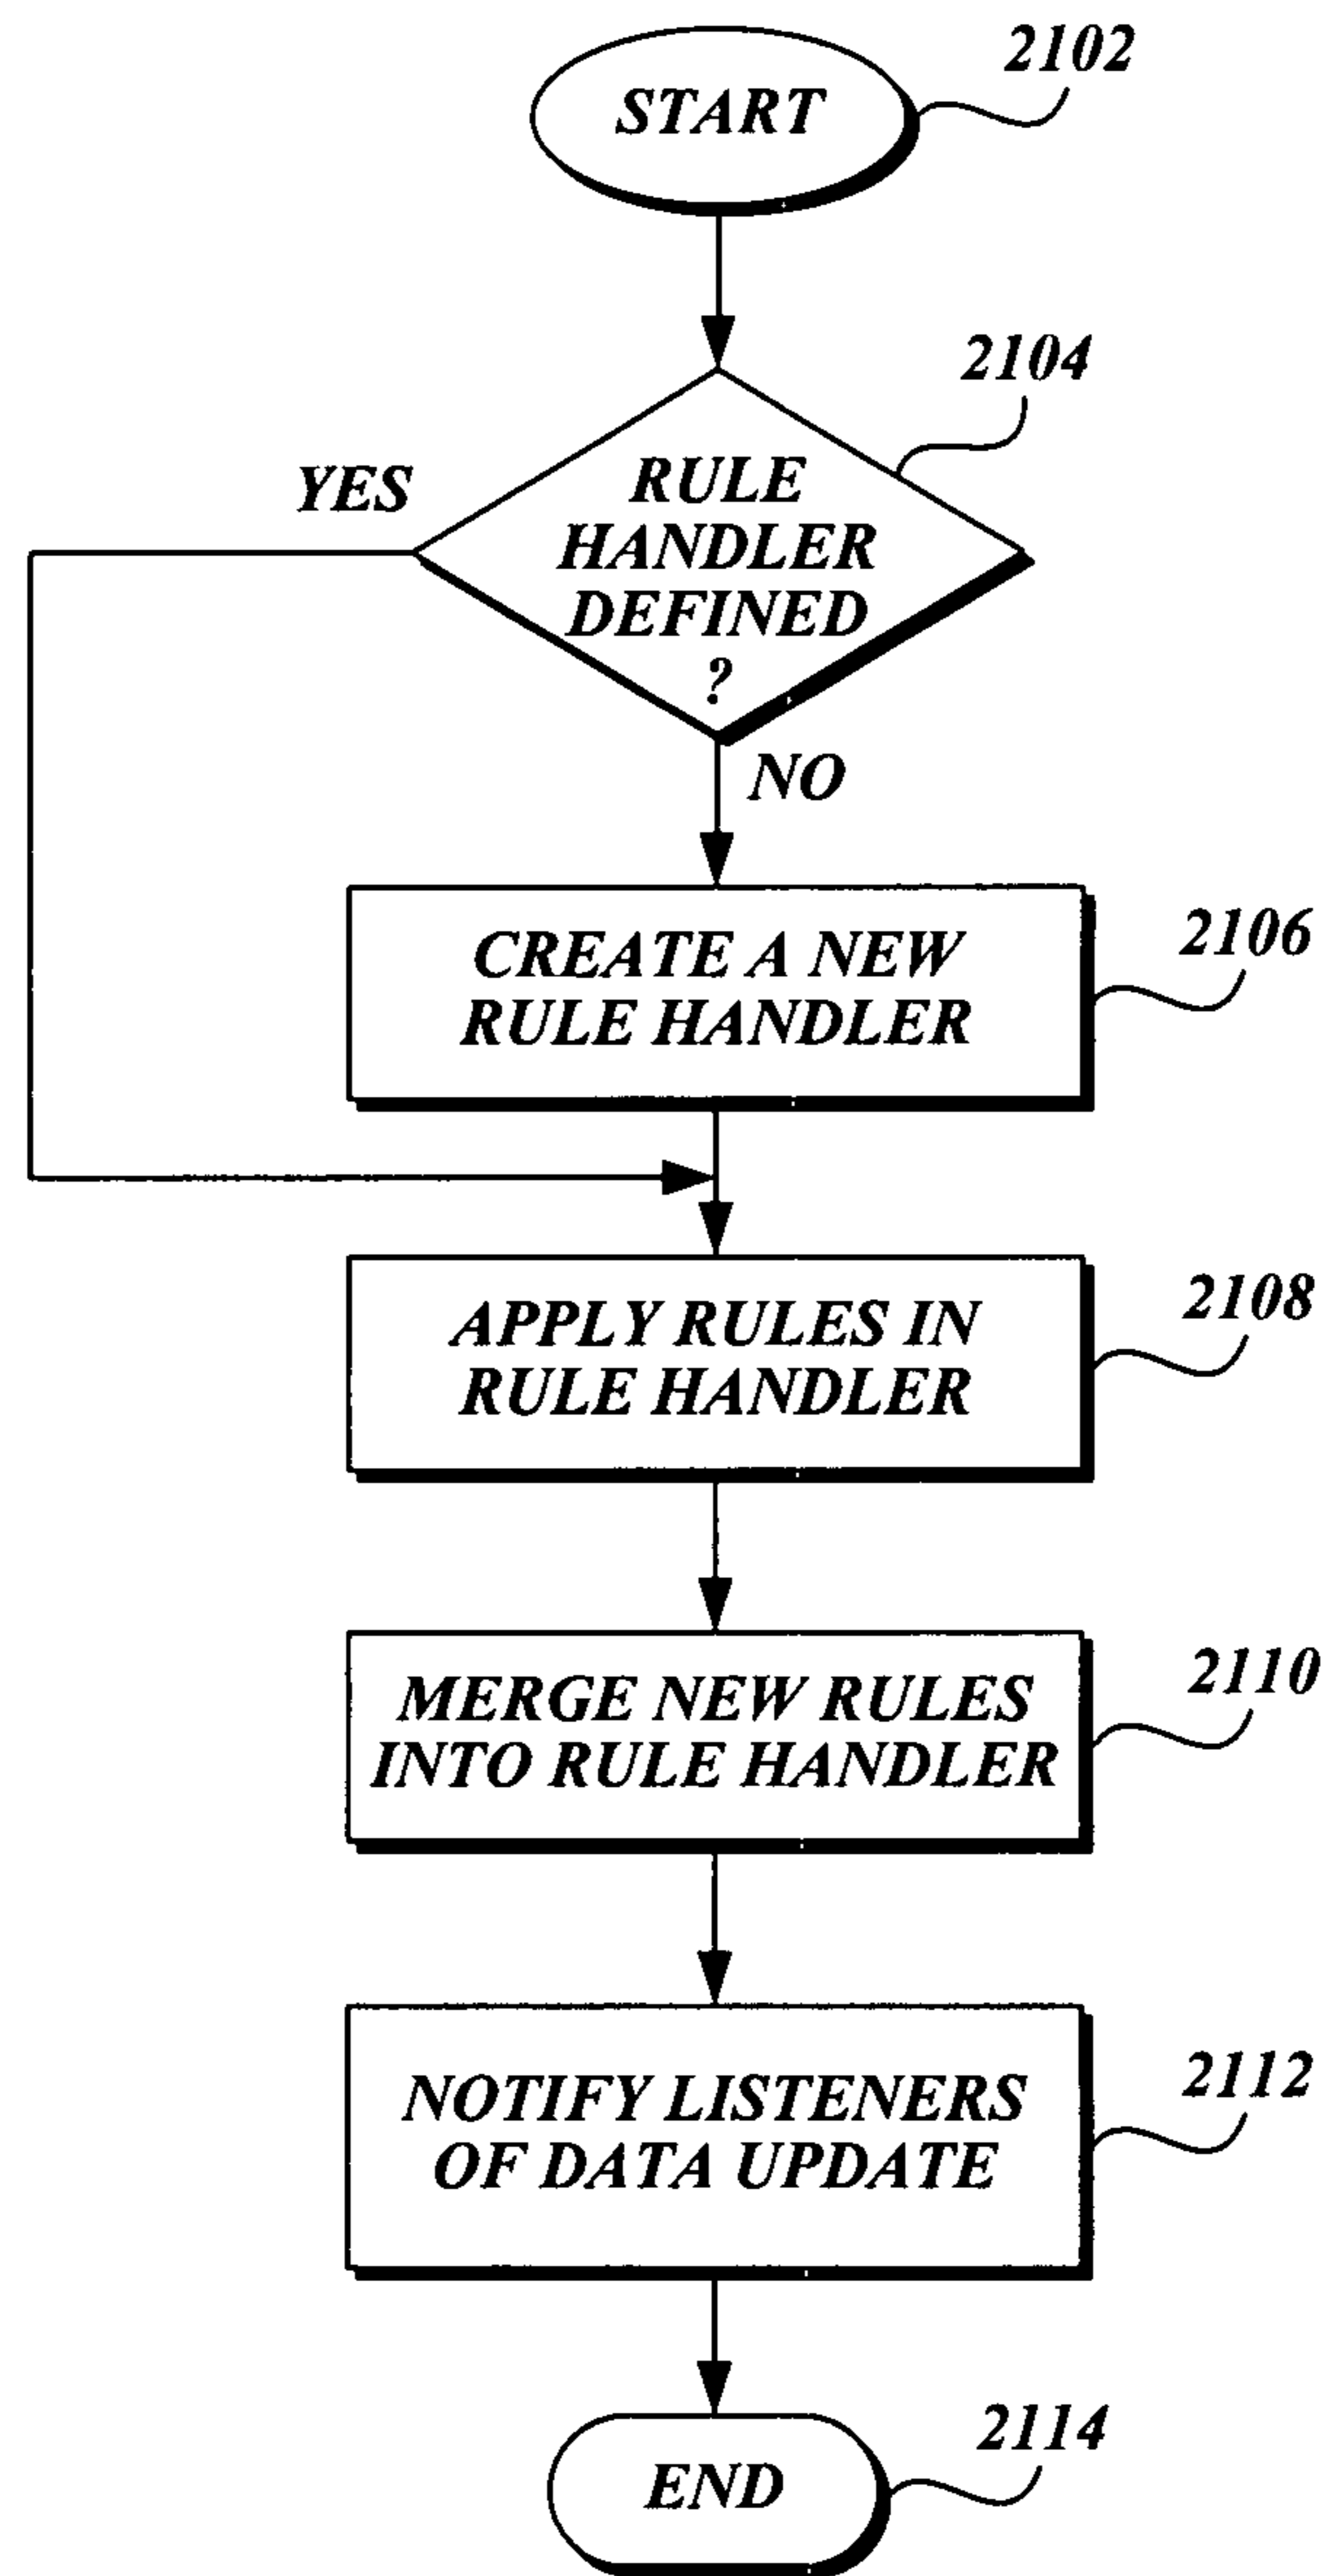 2102
START
2104
YES
RULE
HANDLER
DEFINED
?
NO
2106
CREATE A NEW
RULE HANDLER
2108
APPLY RULES IN
RULE HANDLER
2110
MERGE NEW RULES
INTO RULE HANDLER
2112
NOTIFY LISTENERS
OF DATA UPDATE
2114
END